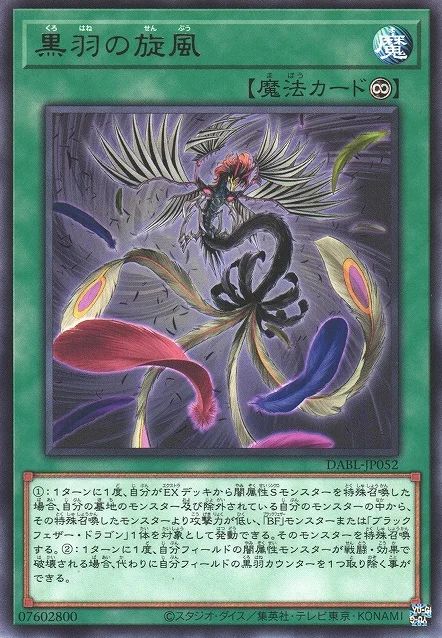 黒羽の旋風
魔
【魔法カード∞】
DABL-JP052
①：1ターンに1度、自分がEXデッキから闇属性Sモンスターを特殊召喚した
場合、自分の墓地のモンスター及び除外されている自分のモンスターの中から、
その特殊召喚したモンスターより攻撃力が低い、「BF」モンスターまたは「ブラック
フェザー・ドラゴン」1体を対象として発動できる。そのモンスターを特殊召喚
する。②：1ターンに1度、自分フィールドの闇属性モンスターが戦闘・効果で
破壊される場合、代わりに自分フィールドの黒羽カウンターを1つ取り除く事が
できる。
07602800
©スタジオ・ダイス／集英社・テレビ東京・KONAMI